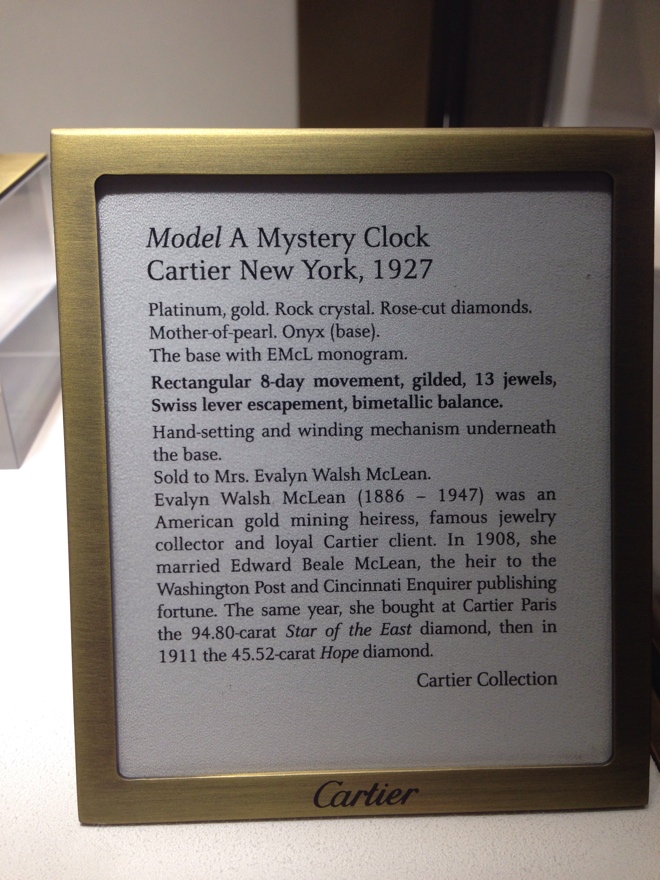 Model A Mystery Clock
Cartier New York, 1927
Platinum, gold. Rock crystal. Rose-cut diamonds.
Mother-of-pearl. Onyx (base).
The base with EMcL monogram.
Rectangular 8-day movement, gilded, 13 jewels,
Swiss lever escapement, bimetallic balance.
Hand-setting and winding mechanism underneath
the base.
Sold to Mrs. Evalyn Walsh McLean.
Evalyn Walsh McLean (1886 – 1947) was an
American gold mining heiress, famous jewelry
collector and loyal Cartier client. In 1908, she
married Edward Beale McLean, the heir to the
Washington Post and Cincinnati Enquirer publishing
fortune. The same year, she bought at Cartier Paris
the 94.80-carat Star of the East diamond, then in
1911 the 45.52-carat Hope diamond.
Cartier Collection
Cartier